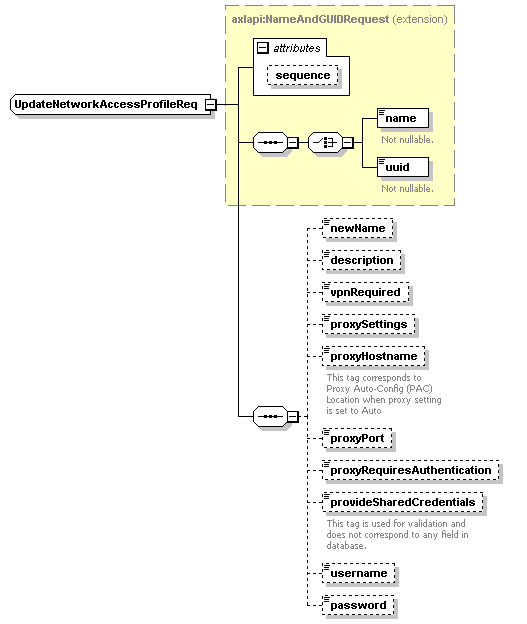 axlapi:NameAndGUIDRequest (extension)
attributes
sequence
UpdateNetworkAccessProfileReq
name
Not nullable.
uuid
Not nullable.
newName
description
vpnRequired
proxySettings
proxyHostname
This tag corresponds to
Proxy Auto-Config (PAC)
Location when proxy setting
is set to Auto
proxyPort
proxyRequiresAuthentication
provideSharedCredentials
This tag is used for validation and
does not correspond to any field in
database.
username
password